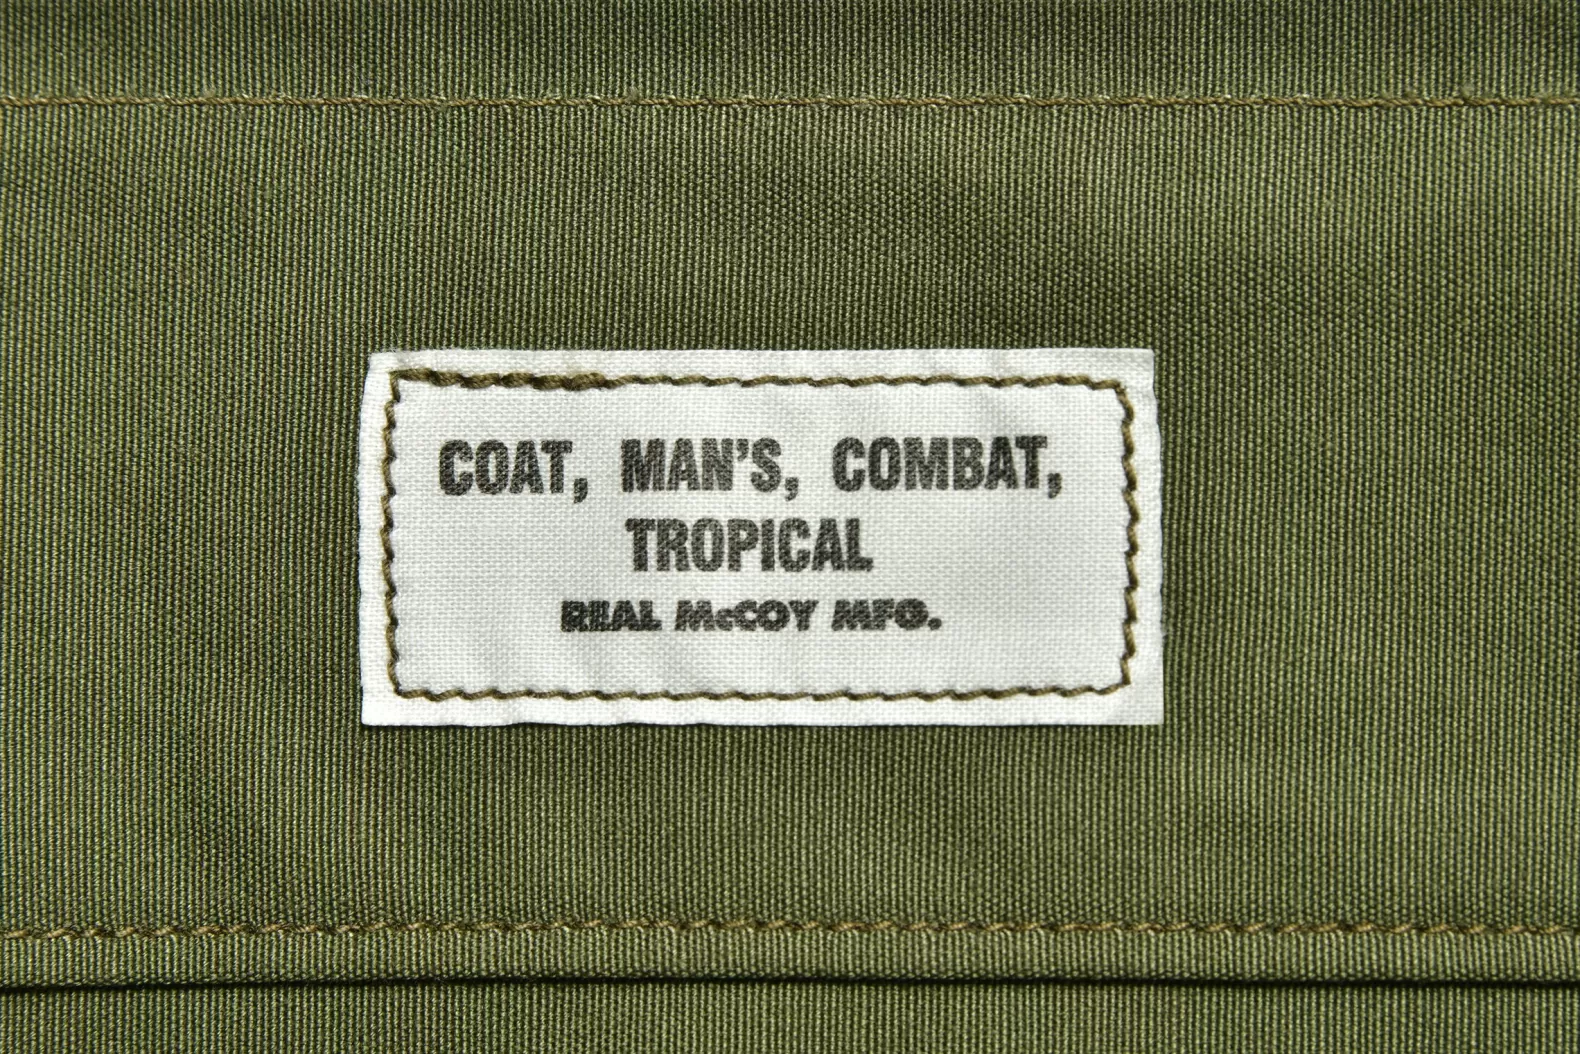 COAT, MAN'S, COMBAT,
TROPICAL
REAL McCOY MFG.